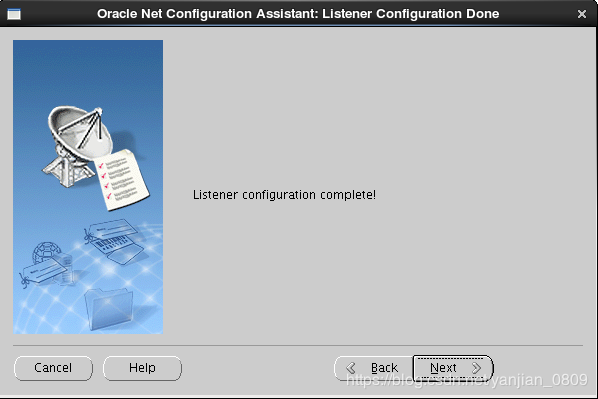 Oracle Net Configuration Assistant: Listener Configuration Done
Listener configuration complete!
Cancel
Help
Back
Next
https://blog.csdn.net/yanjian_0809